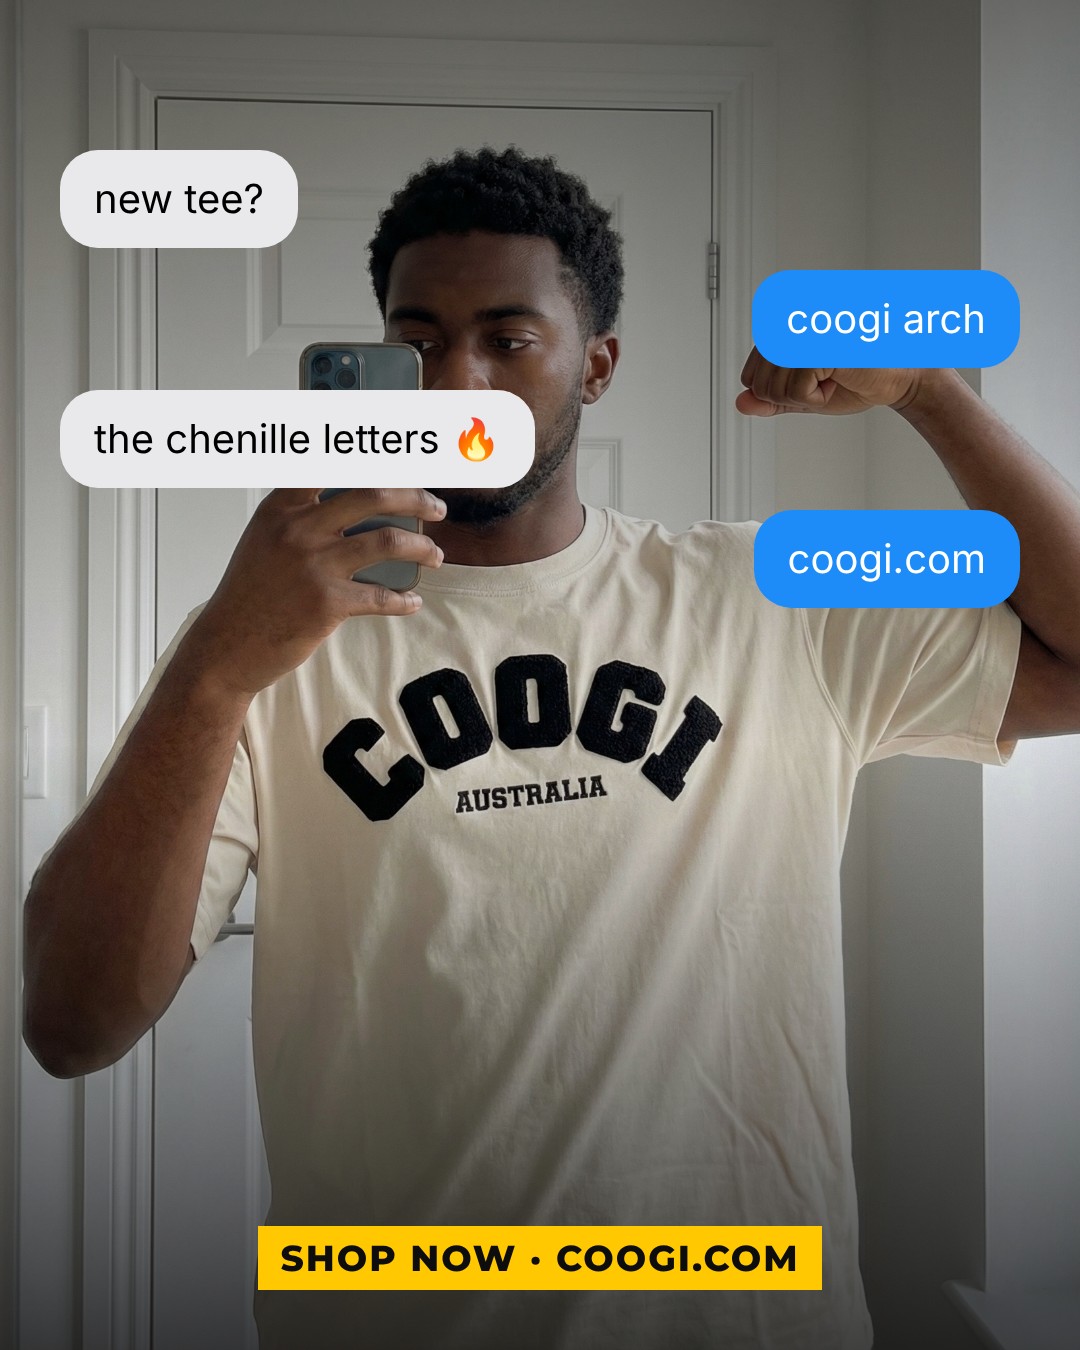 new tee?
coogi arch
the chenille letters 🔥
coogi.com
COOGI
AUSTRALIA
SHOP NOW · COOGI.COM